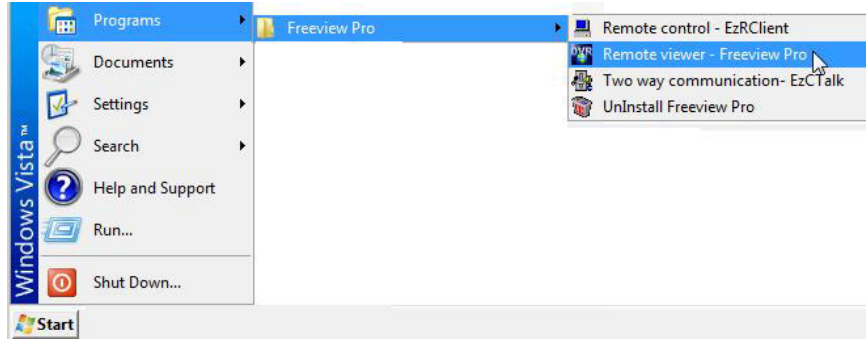 Windows Vista™
Programs
Documents
Settings
Search
Help and Support
Run...
Shut Down...
Start
Freeview Pro
Remote control - EzRClient
DVR Remote viewer - Freeview Pro
Two way communication- EzCTalk
UnInstall Freeview Pro